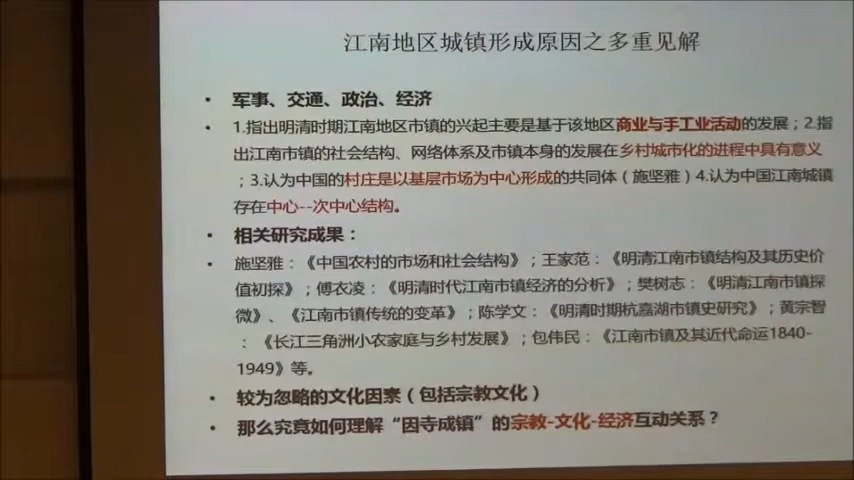 江南地区城镇形成原因之多重见解
• 军事、交通、政治、经济
• 1.指出明清时期江南地区市镇的兴起主要是基于该地区商业与手工业活动的发展；2.指
出江南市镇的社会结构、网络体系及市镇本身的发展在乡村城市化的进程中具有意义
；3.认为中国的村庄是以基层市场为中心形成的共同体（施坚雅）4.认为中国江南城镇
存在中心--次中心结构。
• 相关研究成果：
• 施坚雅：《中国农村的市场和社会结构》；王家范：《明清江南市镇结构及其历史价
值初探》；傅衣凌：《明清时代江南市镇经济的分析》；樊树志：《明清江南市镇探
微》、《江南市镇传统的变革》；陈学文：《明清时期杭嘉湖市镇史研究》；黄宗智
：《长江三角洲小农家庭与乡村发展》；包伟民：《江南市镇及其近代命运1840-
1949》等。
• 较为忽略的文化因素（包括宗教文化）
• 那么究竟如何理解“因寺成镇”的宗教-文化-经济互动关系？